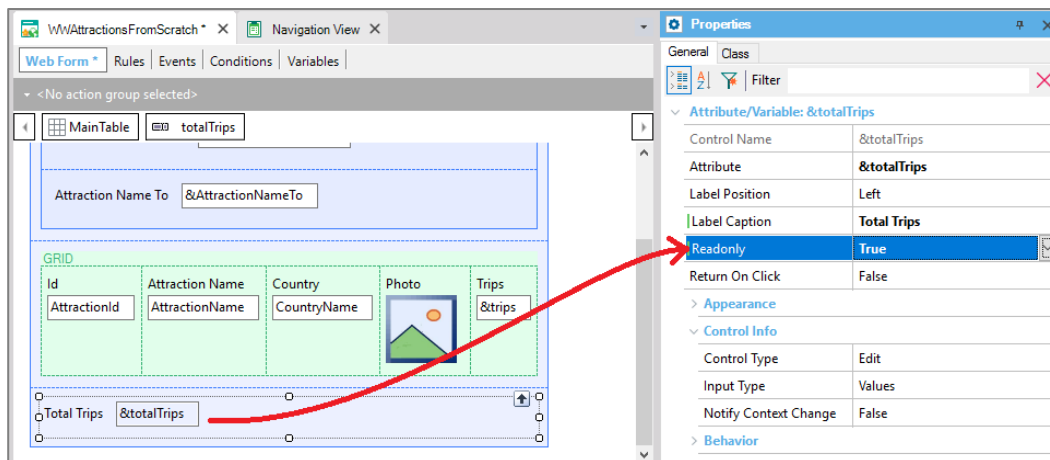 WWAttractionsFromScratch *
Navigation View
Web Form *
Rules
Events
Conditions
Variables
<No action group selected>
MainTable
totalTrips
Attraction Name To
&AttractionNameTo
GRID
Id
Attraction Name
Country
Photo
Trips
AttractionId
AttractionName
CountryName
&trips
Total Trips
&totalTrips
Properties
General
Class
Filter
Attribute/Variable: &totalTrips
Control Name
&totalTrips
Attribute
&totalTrips
Label Position
Left
Label Caption
Total Trips
Readonly
True
Return On Click
False
Appearance
Control Info
Control Type
Edit
Input Type
Values
Notify Context Change
False
Behavior